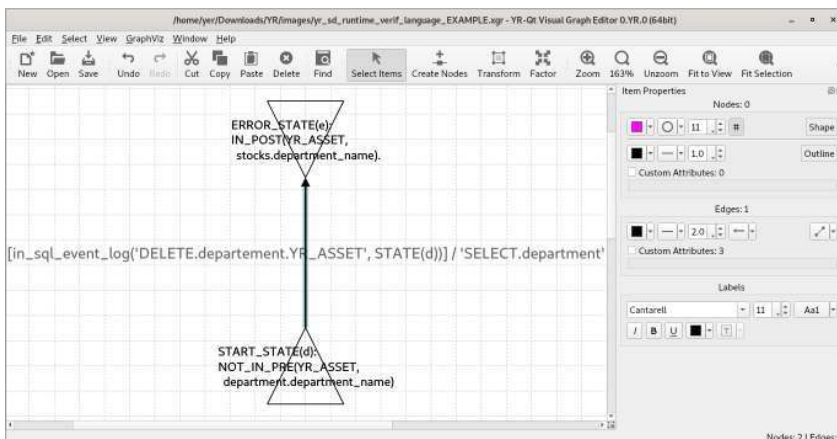 /home/yer/Downloads/YR/images/yr_sd_runtime_verif_language_EXAMPLE.xgr - YR-Qt Visual Graph Editor 0.YR.0 (64bit)
File Edit Select View GraphViz Window Help
New Open Save Undo Redo Cut Copy Paste Delete Find Select Items Create Nodes Transform Factor Zoom 163% Unzoom Fit to View Fit Selection
Item Properties
Nodes: 0
11 # Shape
1.0 Outline
Custom Attributes: 0
Edges: 1
2.0
Custom Attributes: 3
Labels
Cantarell 11 Aa1
I B U T
ERROR_STATE(e):
IN_POST(YR_ASSET,
stocks.department_name).
[in_sql_event_log('DELETE.departement.YR_ASSET', STATE(d))] / 'SELECT.department'
START_STATE(d):
NOT_IN_PRE(YR_ASSET,
department.department_name)
Nodes: 2 | Edges: